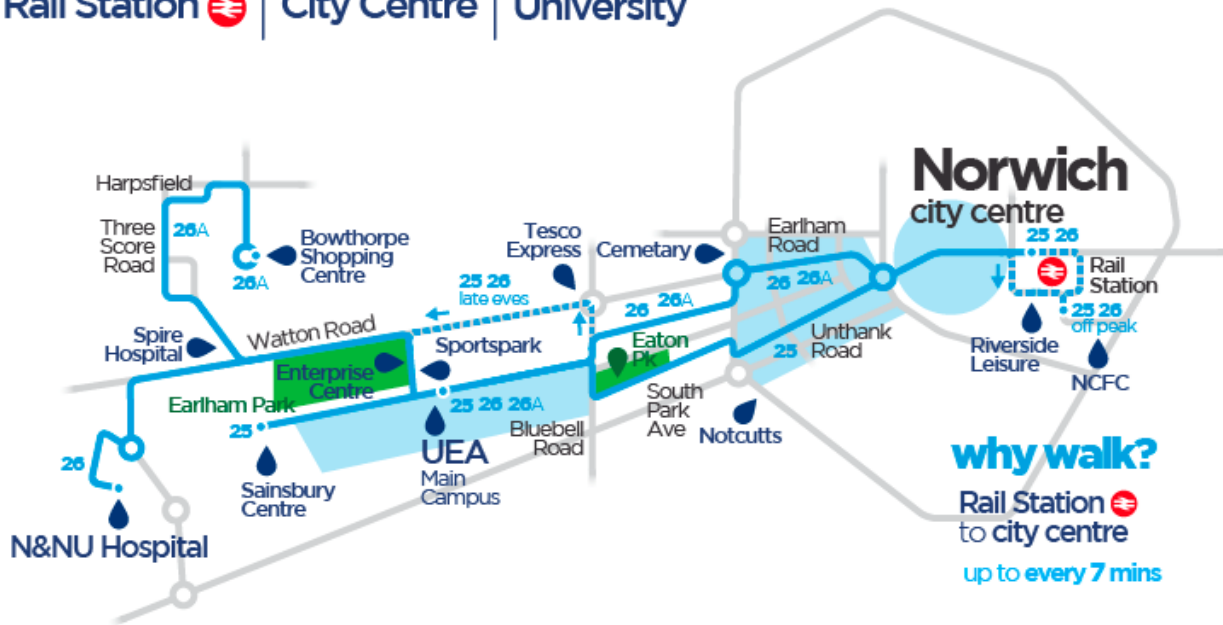 Rail Station City Centre University
Norwich
city centre
Harpsfield
Three
Score
Road
26A
Bowthorpe
Shopping
Centre
26A
Tesco
Express
Cemetary
Earlham
Road
25 26
Rail
Station
25 26
late eves
26 26A
26 26A
25 26
off peak
Spire
Hospital
Watton Road
Sportspark
Eaton
Pk
25
Unthank
Road
Riverside
Leisure
NCFC
Enterprise
Centre
Earlham Park
25 26 26A
South
Park
Ave
Notcutts
25
UEA
Main
Campus
Bluebell
Road
26
Sainsbury
Centre
N&NU Hospital
why walk?
Rail Station
to city centre
up to every 7 mins